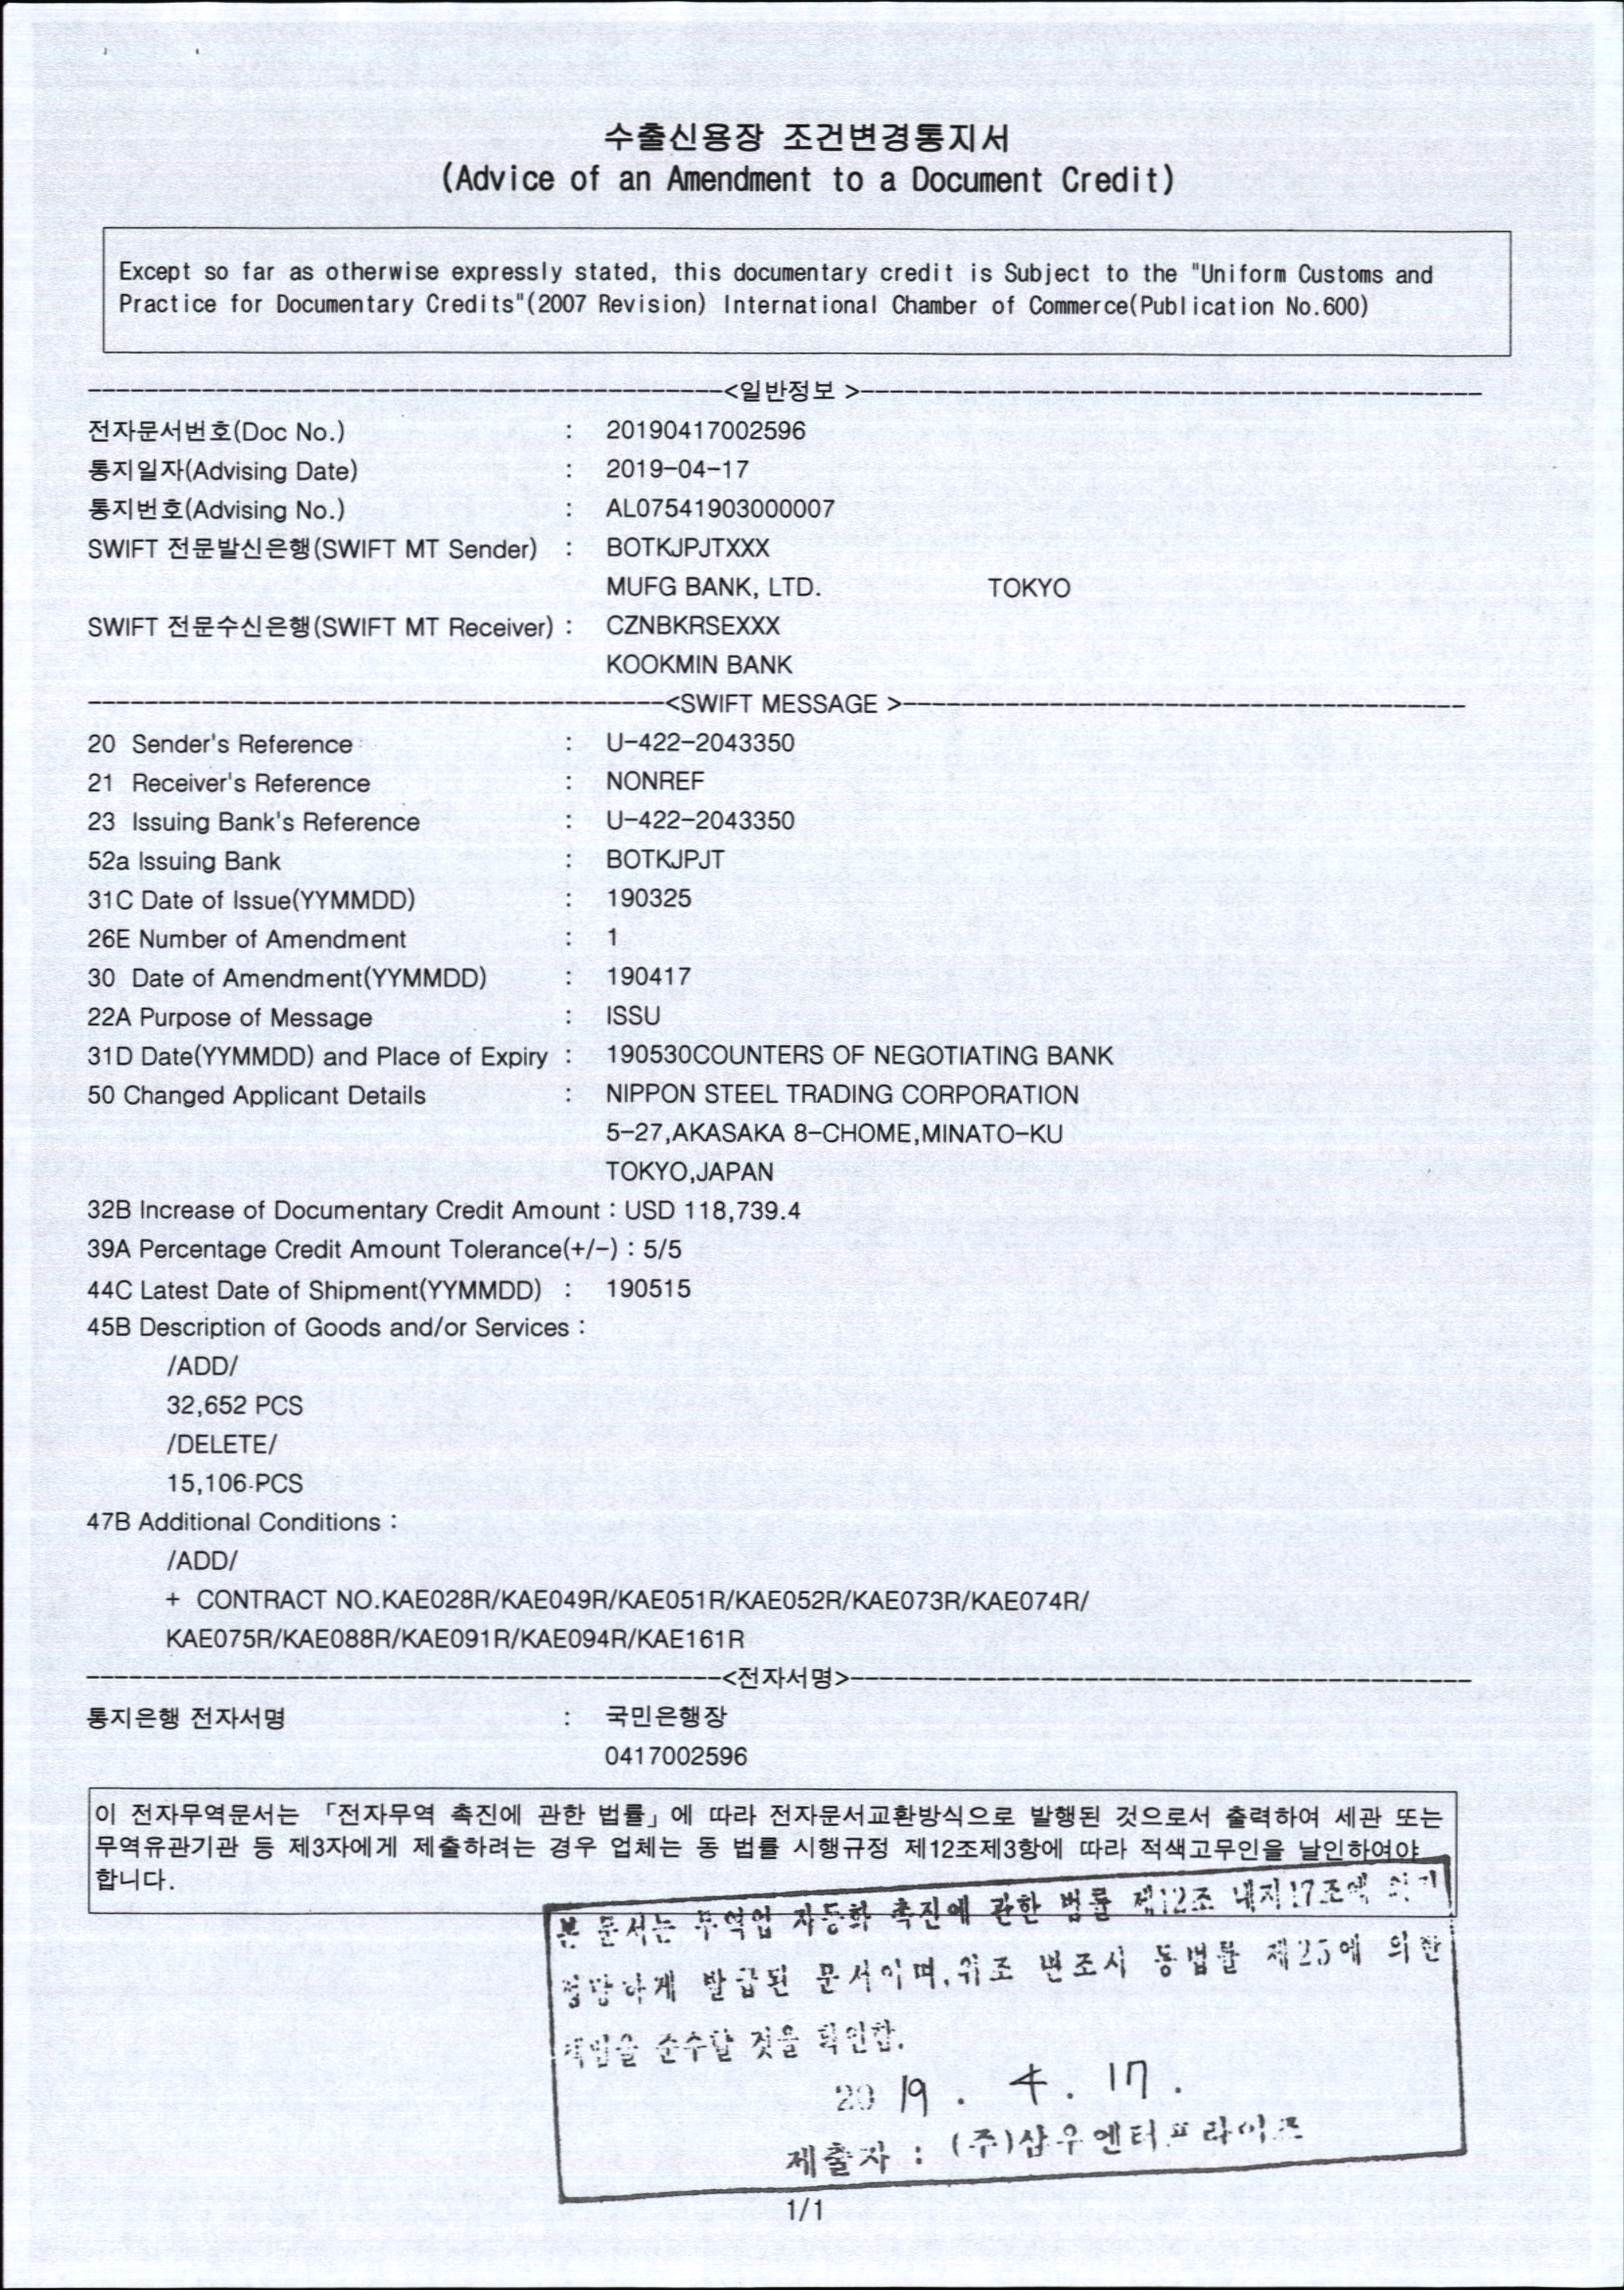 수출신용장 조건변경통지서
(Advice of an Amendment to a Document Credit)
Except so far as otherwise expressly stated, this documentary credit is Subject to the "Uniform Customs and
Practice for Documentary Credits"(2007 Revision) International Chamber of Commerce(Publication No.600)
<일반정보 >
전자문서번호(Doc No.) : 20190417002596
통지일자(Advising Date) : 2019-04-17
통지번호(Advising No.) : AL07541903000007
SWIFT 전문발신은행(SWIFT MT Sender) : BOTKJPJTXXX
MUFG BANK, LTD. TOKYO
SWIFT 전문수신은행(SWIFT MT Receiver) : CZNBKRSEXXX
KOOKMIN BANK
<SWIFT MESSAGE >
20 Sender's Reference : U-422-2043350
21 Receiver's Reference : NONREF
23 Issuing Bank's Reference : U-422-2043350
52a Issuing Bank : BOTKJPJT
31C Date of Issue(YYMMDD) : 190325
26E Number of Amendment : 1
30 Date of Amendment(YYMMDD) : 190417
22A Purpose of Message : ISSU
31D Date(YYMMDD) and Place of Expiry : 190530COUNTERS OF NEGOTIATING BANK
50 Changed Applicant Details : NIPPON STEEL TRADING CORPORATION
5-27,AKASAKA 8-CHOME,MINATO-KU
TOKYO,JAPAN
32B Increase of Documentary Credit Amount : USD 118,739.4
39A Percentage Credit Amount Tolerance(+/-) : 5/5
44C Latest Date of Shipment(YYMMDD) : 190515
45B Description of Goods and/or Services :
/ADD/
32,652 PCS
/DELETE/
15,106 PCS
47B Additional Conditions :
/ADD/
+ CONTRACT NO.KAE028R/KAE049R/KAE051R/KAE052R/KAE073R/KAE074R/
KAE075R/KAE088R/KAE091R/KAE094R/KAE161R
<전자서명>
통지은행 전자서명 : 국민은행장
0417002596
이 전자무역문서는 「전자무역 촉진에 관한 법률」에 따라 전자문서교환방식으로 발행된 것으로서 출력하여 세관 또는
무역유관기관 등 제3자에게 제출하려는 경우 업체는 동 법률 시행규정 제12조제3항에 따라 적색고무인을 날인하여야
합니다.
본 문서는 무역업 자동화 촉진에 관한 법률 제12조 내지17조에 의거
정당하게 발급된 문서이며,위조 변조시 동법률 제25에 의한
책임을 순수할 것을 확인함.
2019 . 4 . 17 .
제출자 : (주)삼우엔터프라이즈
1/1